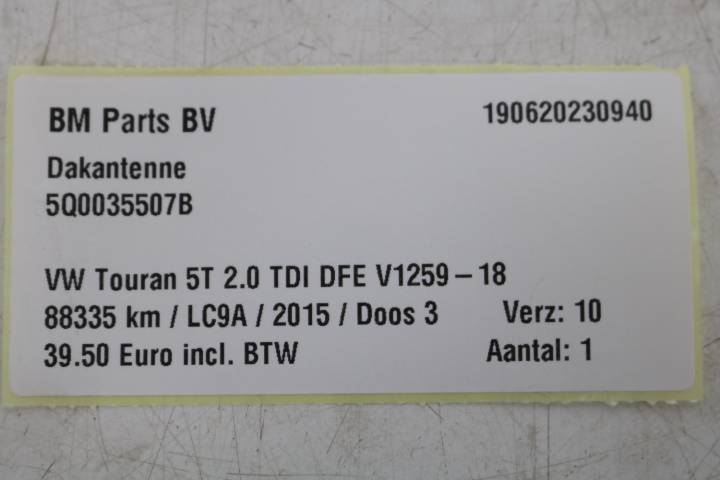 BM Parts BV 190620230940
Dakantenne
5Q0035507B
VW Touran 5T 2.0 TDI DFE V1259 – 18
88335 km / LC9A / 2015 / Doos 3 Verz: 10
39.50 Euro incl. BTW Aantal: 1